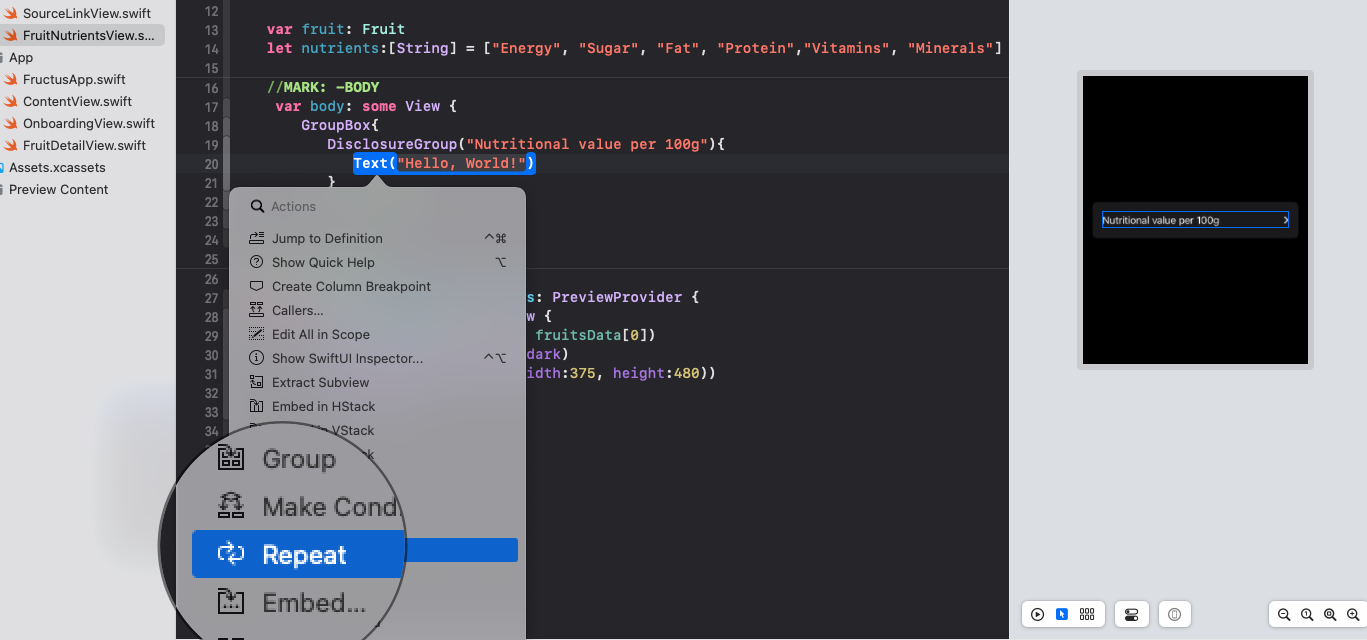 SourceLinkView.swift
FruitNutrientsView.s...
App
FructusApp.swift
ContentView.swift
OnboardingView.swift
FruitDetailView.swift
Assets.xcassets
Preview Content
12
13 var fruit: Fruit
14 let nutrients:[String] = ["Energy", "Sugar", "Fat", "Protein","Vitamins", "Minerals"]
15
16 //MARK: -BODY
17 var body: some View {
18 GroupBox{
19 DisclosureGroup("Nutritional value per 100g"){
20 Text("Hello, World!")
21 }
22
23
24
25
26
27 s: PreviewProvider {
28 w {
29 fruitsData[0])
30 dark)
31 idth:375, height:480))
32
33
34
Actions
Jump to Definition ^⌘
Show Quick Help ⌥
Create Column Breakpoint
Callers...
Edit All in Scope
Show SwiftUI Inspector... ^⌥
Extract Subview
Embed in HStack
VStack
Group
Make Cond
Repeat
Embed...
Nutritional value per 100g